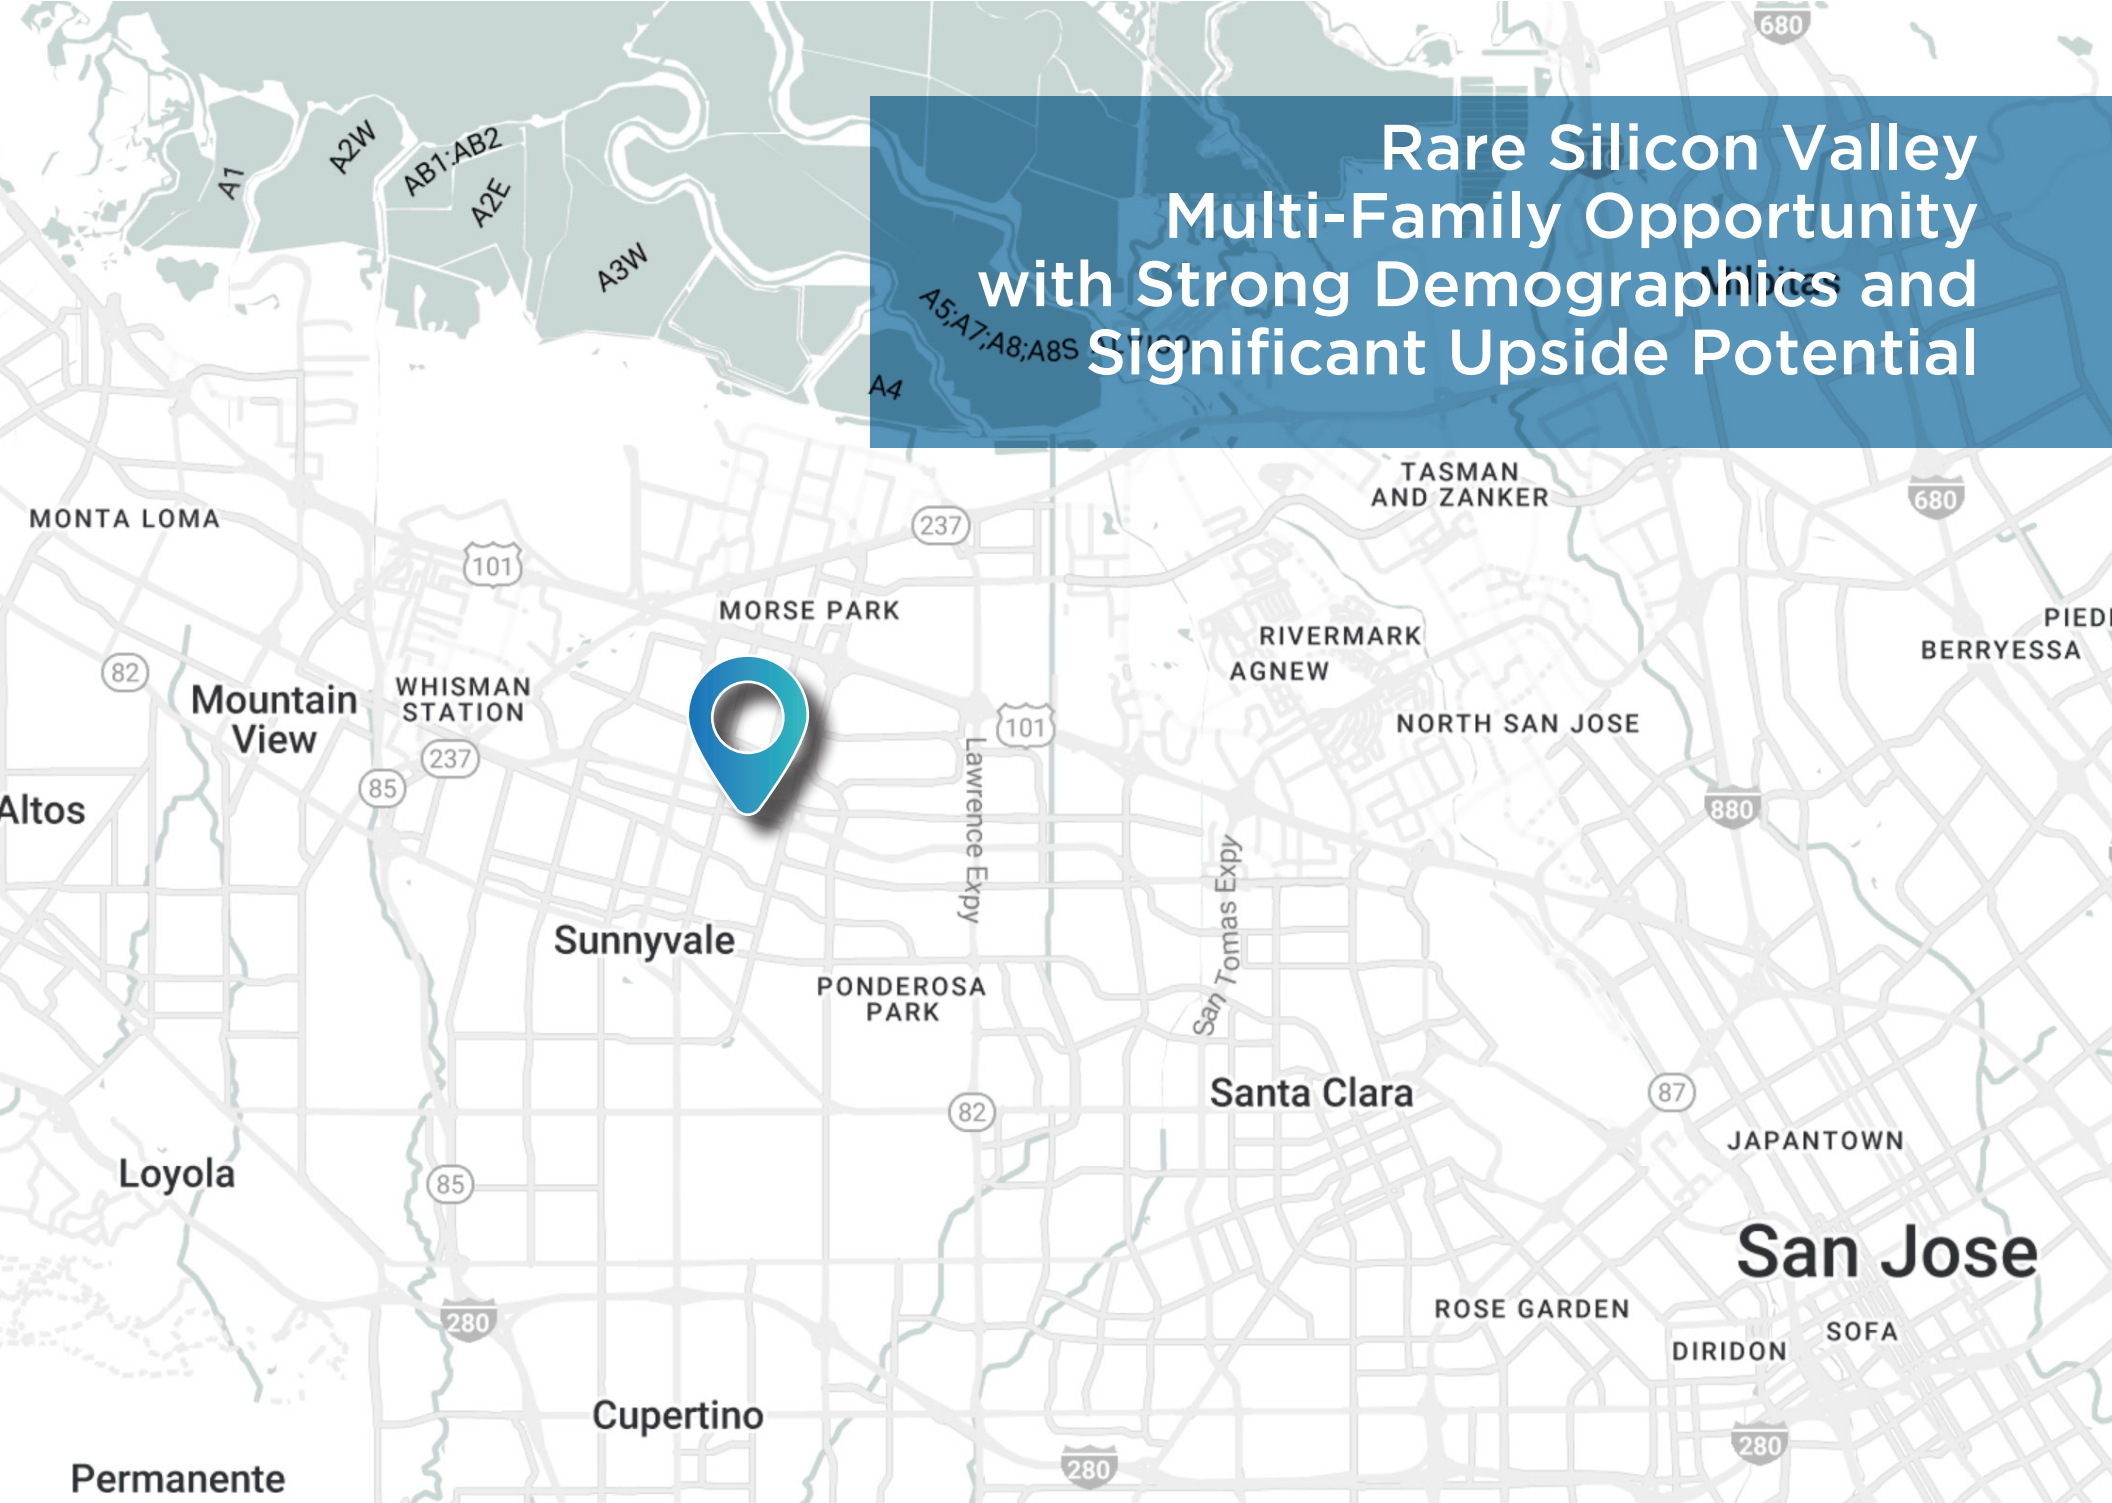 680
Rare Silicon Valley
Multi-Family Opportunity
with Strong Demographics and
Significant Upside Potential
A1
A2W
AB1:AB2
A2E
A3W
A5;A7;A8;A8S
A4
Milpitas
TASMAN
AND ZANKER
680
MONTA LOMA
237
101
MORSE PARK
RIVERMARK
AGNEW
PIEDI
BERRYESSA
82
Mountain
View
WHISMAN
STATION
237
85
101
NORTH SAN JOSE
Altos
Lawrence Expy
880
San Tomas Expy
Sunnyvale
PONDEROSA
PARK
Santa Clara
82
87
JAPANTOWN
Loyola
85
San Jose
280
ROSE GARDEN
SOFA
DIRIDON
Cupertino
280
280
Permanente